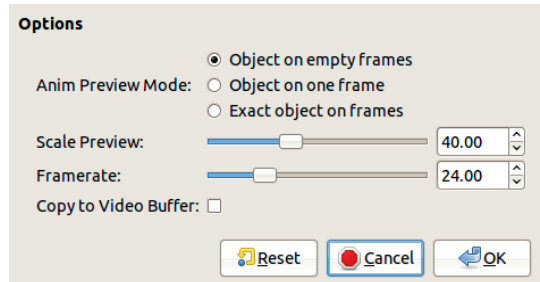 Options
Object on empty frames
Anim Preview Mode: Object on one frame
Exact object on frames
Scale Preview: 40.00
Framerate: 24.00
Copy to Video Buffer:
Reset Cancel OK